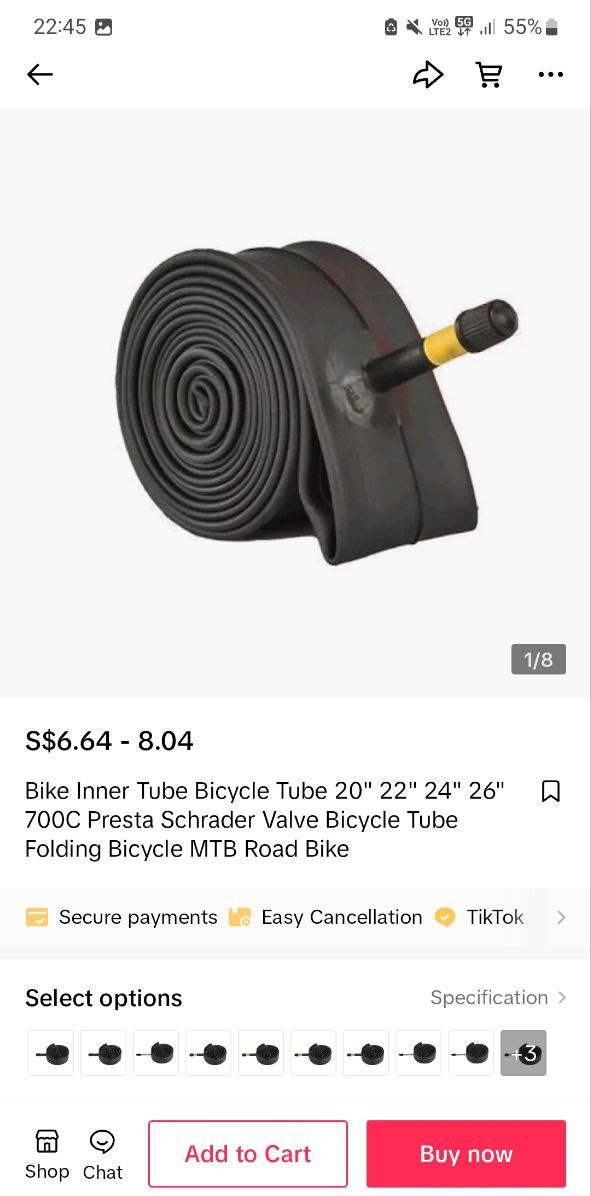 22:45 Vo)) LTE2 5G 55%
1/8
S$6.64 - 8.04
Bike Inner Tube Bicycle Tube 20" 22" 24" 26"
700C Presta Schrader Valve Bicycle Tube
Folding Bicycle MTB Road Bike
Secure payments Easy Cancellation TikTok
Select options Specification
+3
Shop Chat Add to Cart Buy now